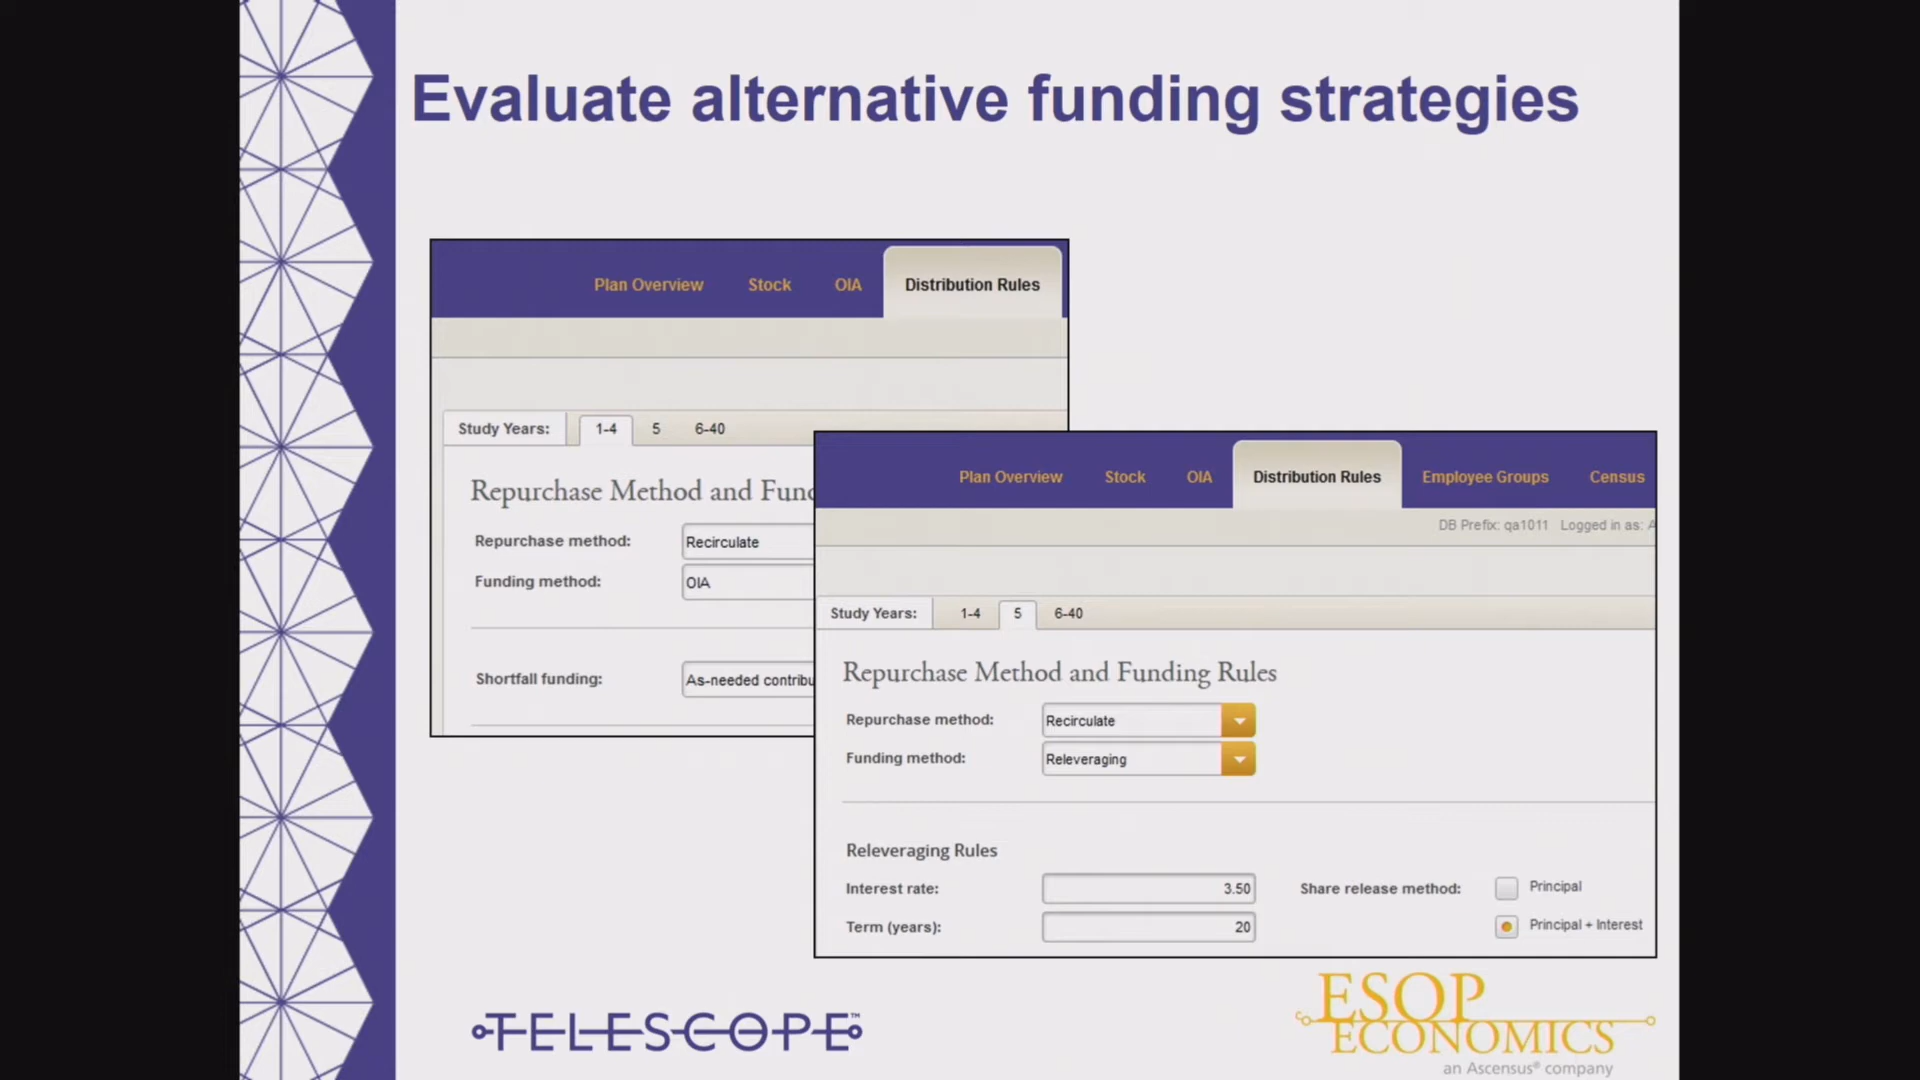 Evaluate alternative funding strategies
Plan Overview Stock OIA Distribution Rules
Study Years: 1-4 5 6-40
Repurchase Method and Func
Repurchase method: Recirculate
Funding method: OIA
Shortfall funding: As-needed contribu
Plan Overview Stock OIA Distribution Rules Employee Groups Census
DB Prefix: qa1011 Logged in as: A
Study Years: 1-4 5 6-40
Repurchase Method and Funding Rules
Repurchase method: Recirculate
Funding method: Releveraging
Releveraging Rules
Interest rate: 3.50 Share release method: Principal
Term (years): 20 Principal + Interest
TELESCOPE™
ESOP
ECONOMICS
an Ascensus® company